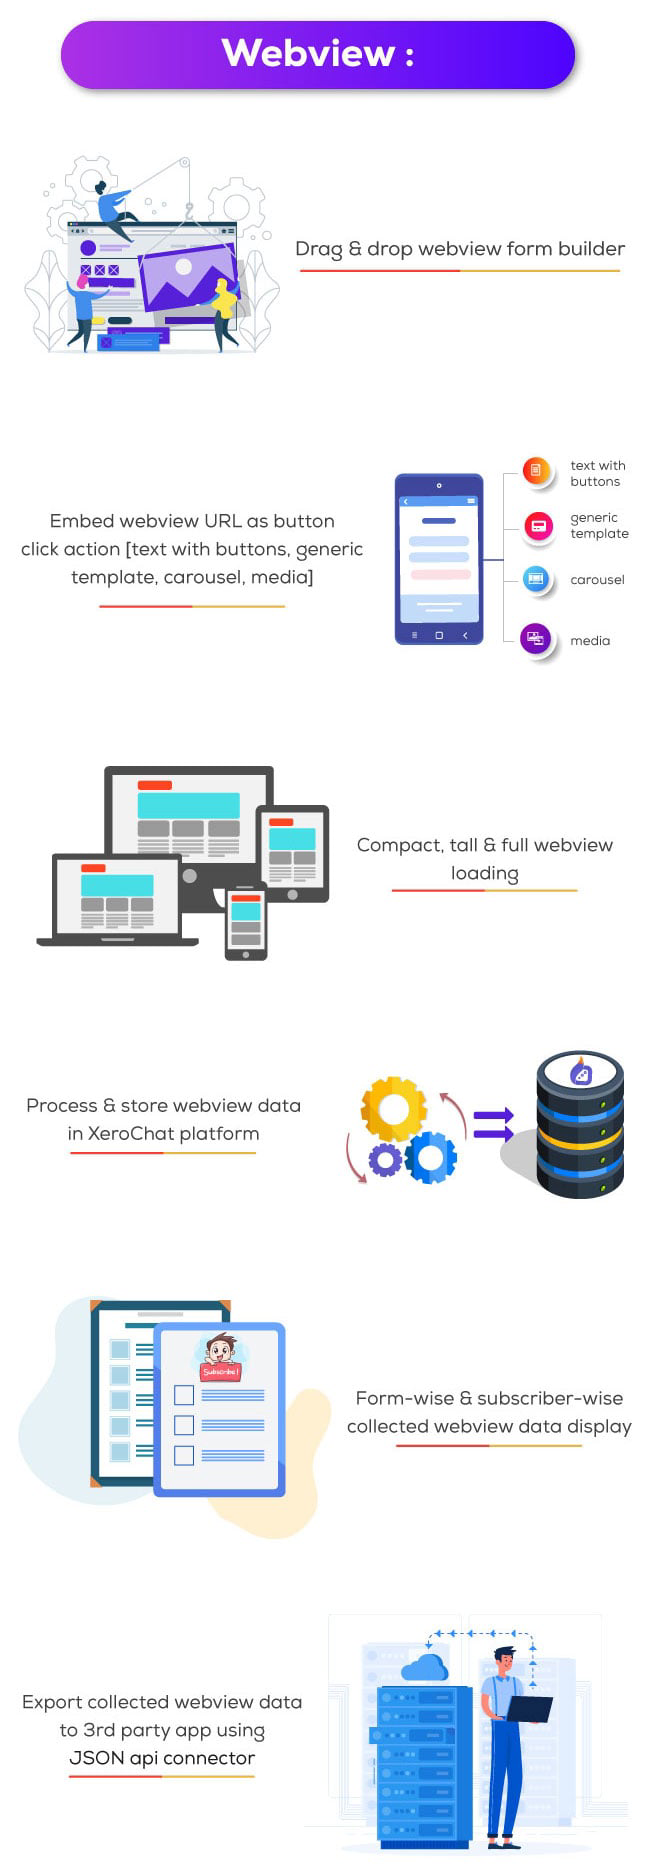 Webview :
Drag & drop webview form builder
Embed webview URL as button
click action [text with buttons, generic
template, carousel, media]
text with
buttons
generic
template
carousel
media
Compact, tall & full webview
loading
Process & store webview data
in XeroChat platform
Subscribe!
Form-wise & subscriber-wise
collected webview data display
Export collected webview data
to 3rd party app using
JSON api connector